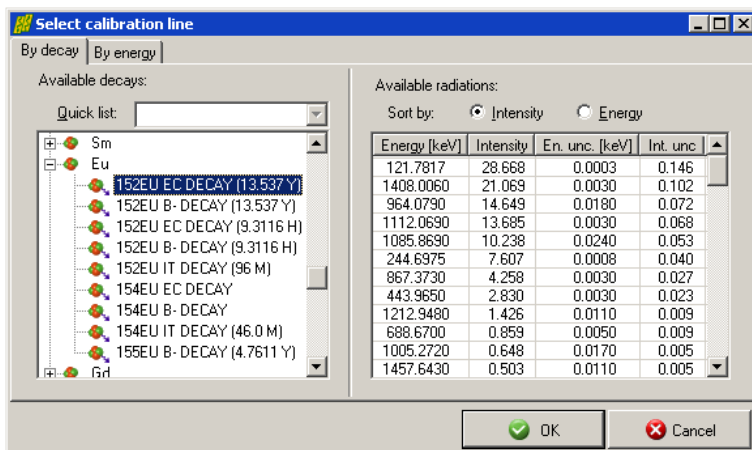 Select calibration line
By decay By energy
Available decays:
Quick list:
Sm
Eu
152EU EC DECAY (13.537 Y)
152EU B- DECAY (13.537 Y)
152EU EC DECAY (9.3116 H)
152EU B- DECAY (9.3116 H)
152EU IT DECAY (96 M)
154EU EC DECAY
154EU B- DECAY
154EU IT DECAY (46.0 M)
155EU B- DECAY (4.7611 Y)
Gd
Available radiations:
Sort by: Intensity Energy
Energy [keV] Intensity En. unc. [keV] Int. unc
121.7817 28.668 0.0003 0.146
1408.0060 21.069 0.0030 0.102
964.0790 14.649 0.0180 0.072
1112.0690 13.685 0.0030 0.068
1085.8690 10.238 0.0240 0.053
244.6975 7.607 0.0008 0.040
867.3730 4.258 0.0030 0.027
443.9650 2.830 0.0030 0.023
1212.9480 1.426 0.0110 0.009
688.6700 0.859 0.0050 0.009
1005.2720 0.648 0.0170 0.005
1457.6430 0.503 0.0110 0.005
OK Cancel